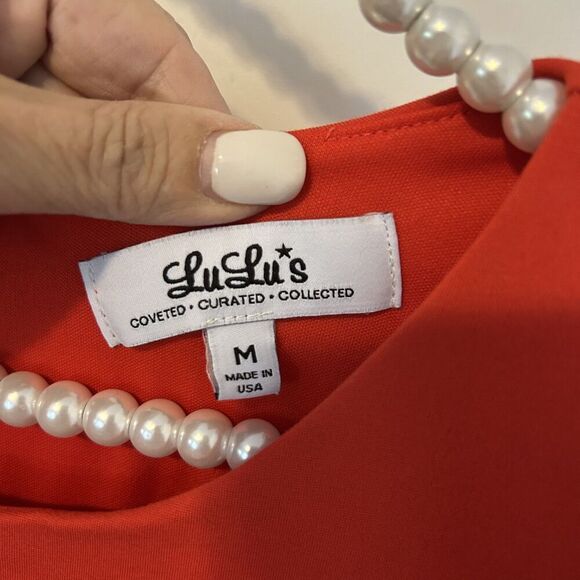 LuLu★s
COVETED • CURATED • COLLECTED
M
MADE IN
USA